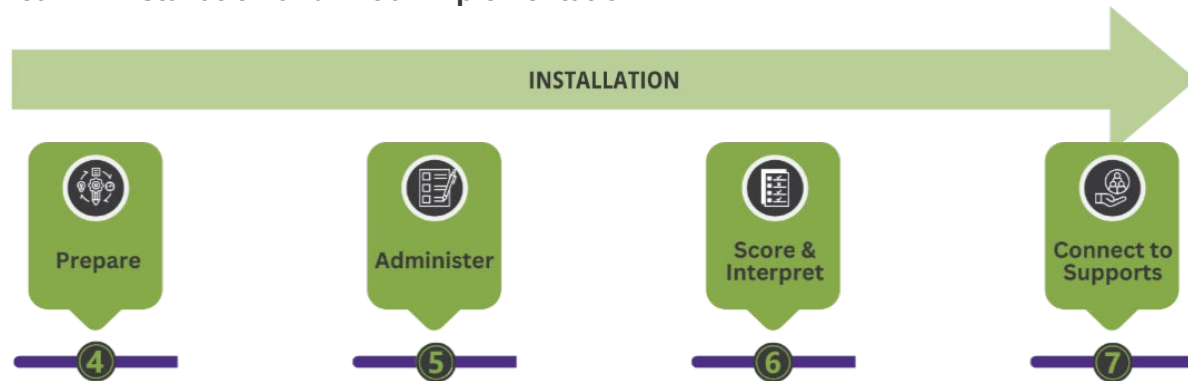 INSTALLATION
Prepare
Administer
Score &
Interpret
Connect to
Supports
4
5
6
7